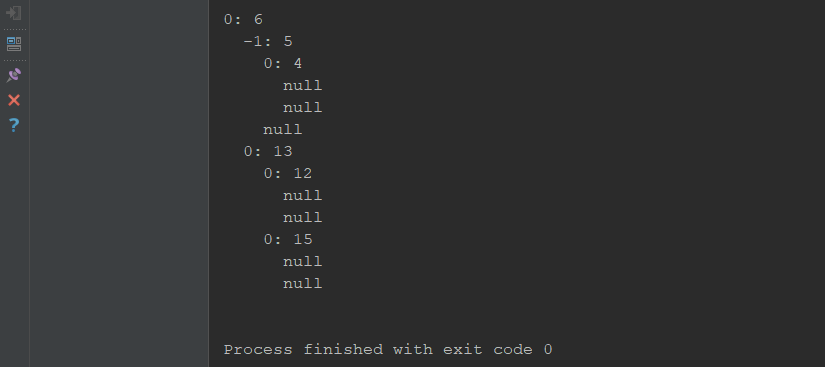 0: 6
-1: 5
0: 4
null
null
null
0: 13
0: 12
null
null
0: 15
null
null
Process finished with exit code 0
?